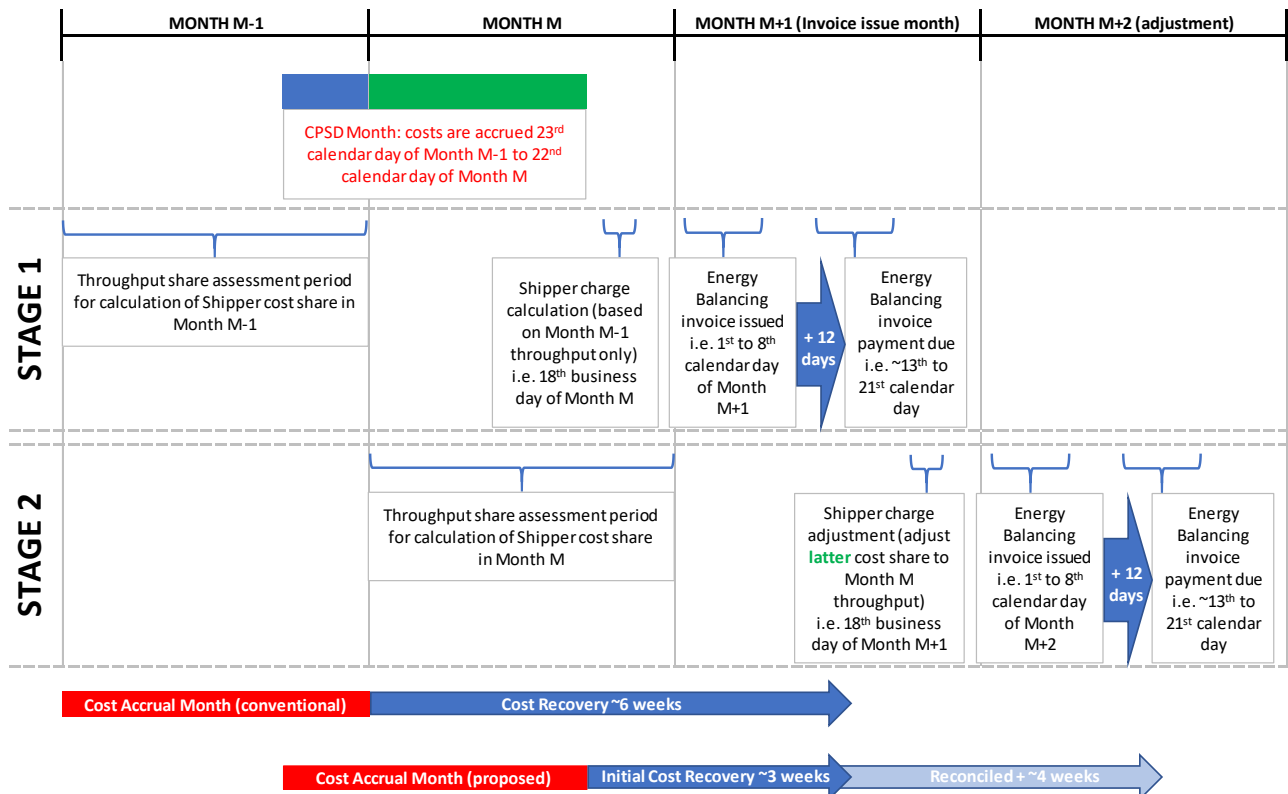 MONTH M-1
MONTH M
MONTH M+1 (Invoice issue month)
MONTH M+2 (adjustment)
CPSD Month: costs are accrued 23rd
calendar day of Month M-1 to 22nd
calendar day of Month M
STAGE 1
Throughput share assessment period
for calculation of Shipper cost share in
Month M-1
Shipper charge
calculation (based
on Month M-1
throughput only)
i.e. 18th business
day of Month M
Energy
Balancing
invoice issued
i.e. 1st to 8th
calendar day
of Month
M+1
+ 12
days
Energy
Balancing
invoice
payment due
i.e. ~13th to
21st calendar
day
STAGE 2
Throughput share assessment period
for calculation of Shipper cost share
in Month M
Shipper charge
adjustment (adjust
latter cost share to
Month M
throughput)
i.e. 18th business
day of Month M+1
Energy
Balancing
invoice issued
i.e. 1st to 8th
calendar day
of Month
M+2
+ 12
days
Energy
Balancing
invoice
payment due
i.e. ~13th to
21st calendar
day
Cost Accrual Month (conventional)
Cost Recovery ~6 weeks
Cost Accrual Month (proposed)
Initial Cost Recovery ~3 weeks
Reconciled + ~4 weeks